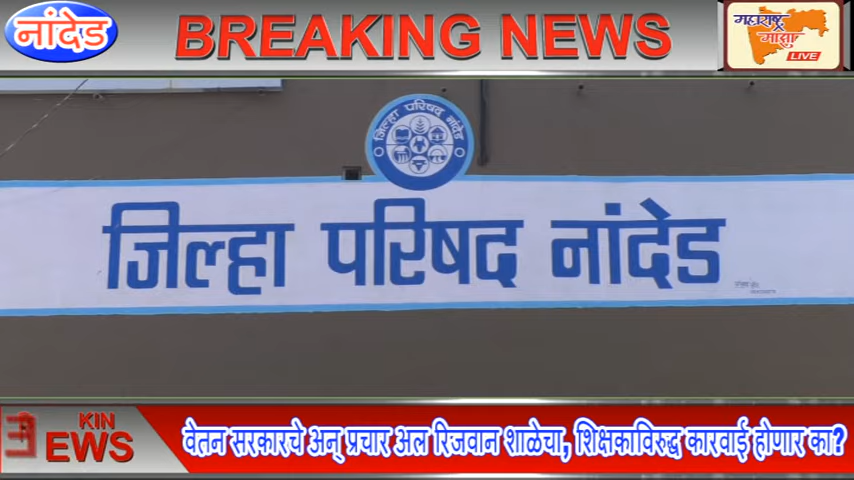 नांदेड
BREAKING NEWS
महाराष्ट्र
माझा
LIVE
जिल्हा परिषद नांदेड
जिल्हा परिषद नांदेड
KIN
EWS
वेतन सरकारचे अन् प्रचार अल रिजवान शाळेचा, शिक्षकाविरुद्ध कारवाई होणार का?